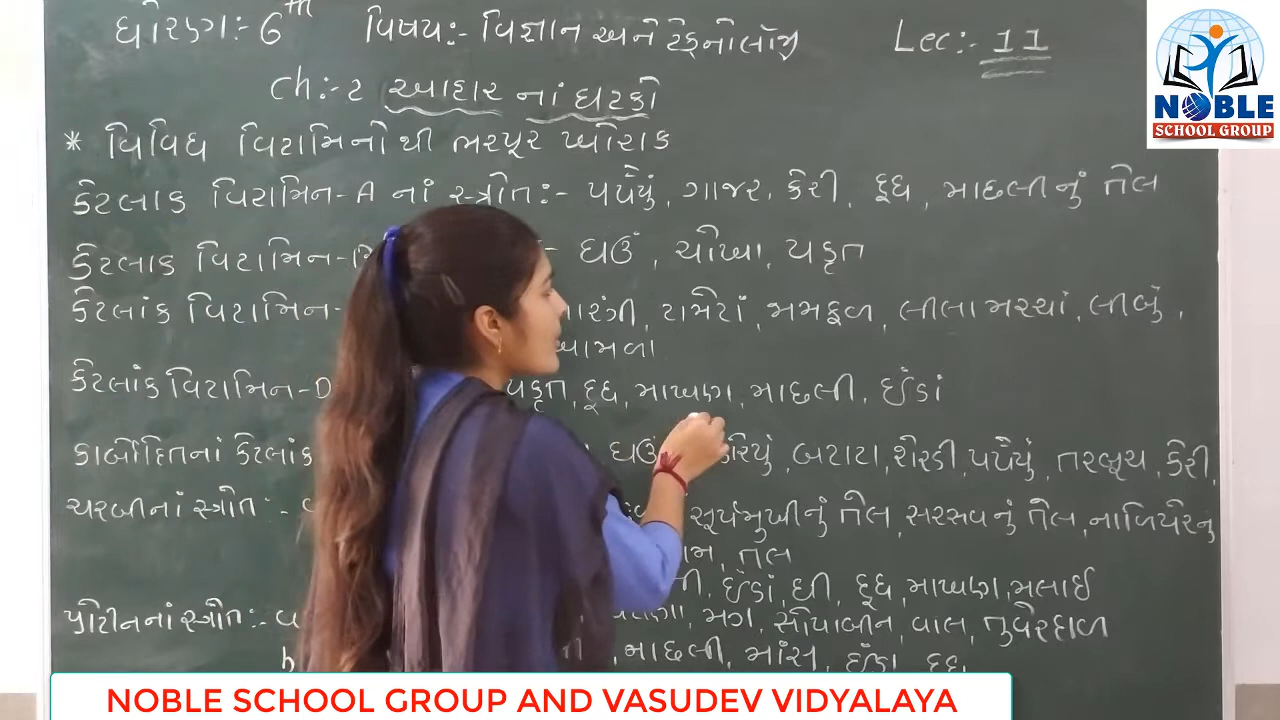 ધોરણ:- 6th વિષય:- વિજ્ઞાન અને ટેકનોલૉજી Lec:- 11
NOBLE
SCHOOL GROUP
ch:-2 આહાર નાં ઘટકો
* વિવિધ વિટામિનોથી ભરપૂર ખોરાક
કેટલાક વિટામિન-A નાં સ્ત્રોત:- પપૈયું, ગાજર, કેરી, દૂધ, માછલીનું તેલ
કેટલાક વિટામિન- :- ઘઉં, ચોખા, યકૃત
કેટલાંક વિટામિન- ટામેટાં, જામફળ, લીલા મરચાં, લીંબુ,
આમળા
કેટલાંક વિટામિન-D યકૃત, દૂધ, માખણ, માછલી, ઈંડાં
કાર્બોદિતનાં કેટલાંક ઘઉં બટાટા, શેરડી, પપૈયું, તરબૂચ, કેરી,
ચરબીનાં સ્ત્રોત:- સૂર્યમુખીનું તેલ, સરસવનું તેલ, નાળિયેરનુ
તલ
ઈંડાં, ઘી, દૂધ, માખણ, મલાઈ
પ્રોટીનનાં સ્ત્રોત:- મગ, સોયાબીન, વાલ, તુવેરદાળ
માછલી, માંસ, ઈંડા, દૂધ,
NOBLE SCHOOL GROUP AND VASUDEV VIDYALAYA